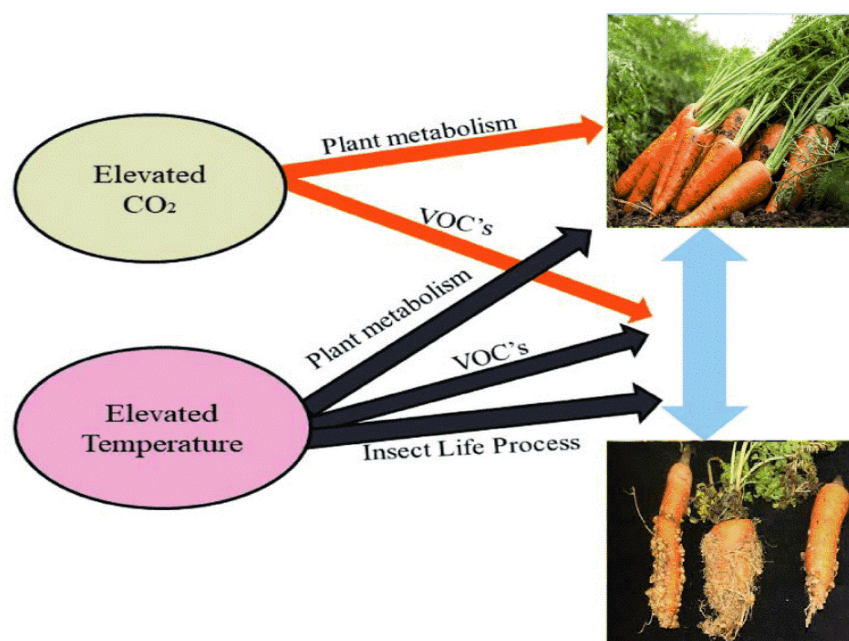 Elevated
CO₂
Plant metabolism
VOC's
Elevated
Temperature
Plant metabolism
VOC's
Insect Life Process